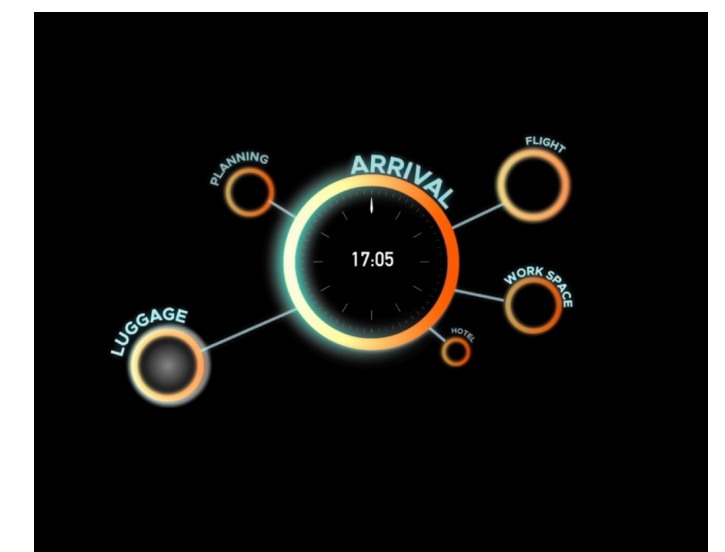 PLANNING
ARRIVAL
FLIGHT
17:05
WORK SPACE
LUGGAGE
HOTEL